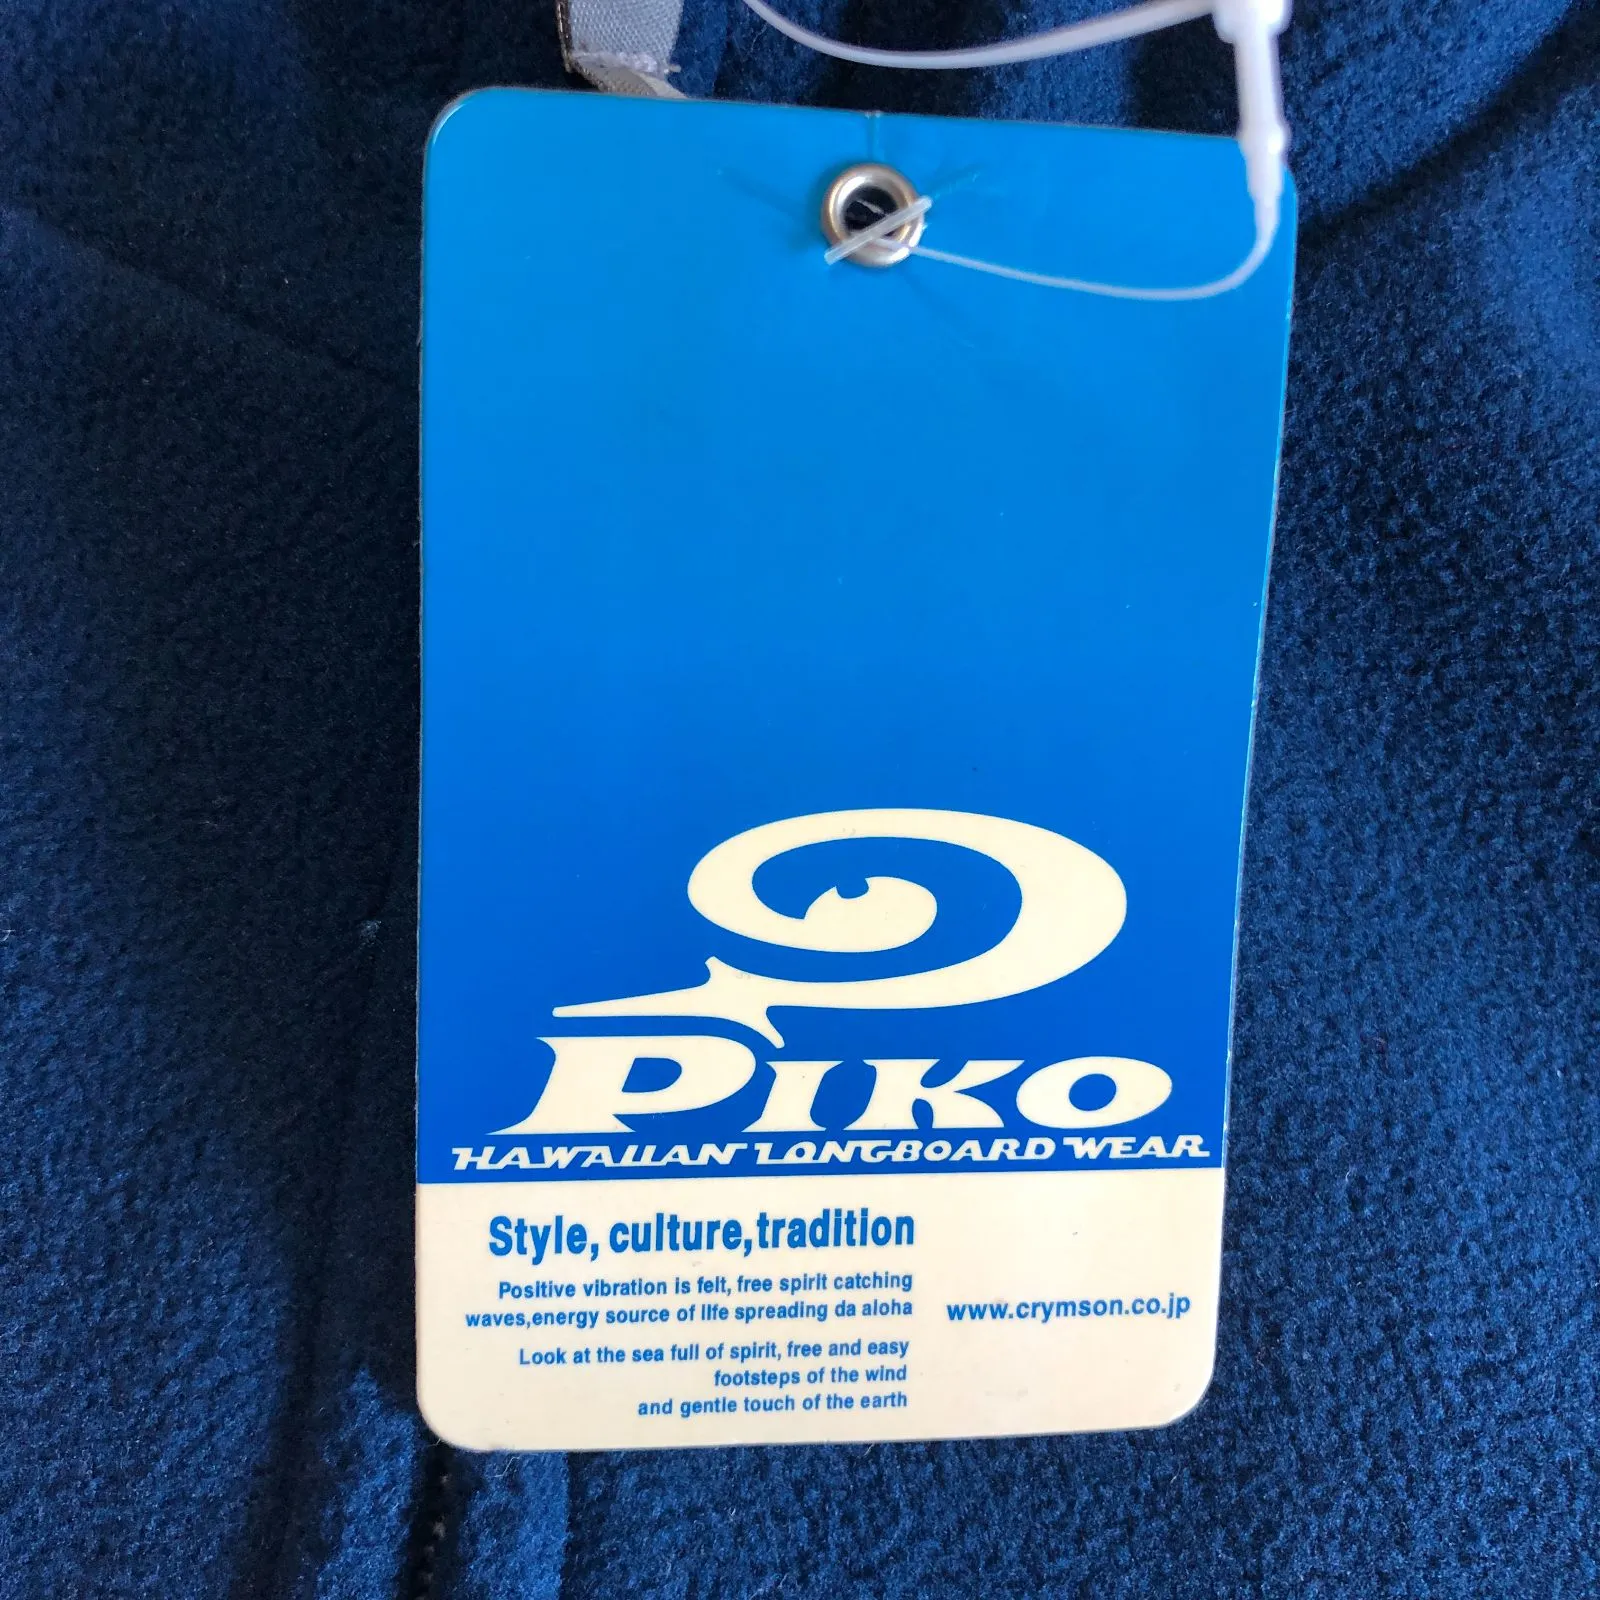 PIKO
HAWAIIAN LONGBOARD WEAR
Style, culture,tradition
Positive vibration is felt, free spirit catching
waves,energy source of life spreading da aloha
www.crymson.co.jp
Look at the sea full of spirit, free and easy
footsteps of the wind
and gentle touch of the earth